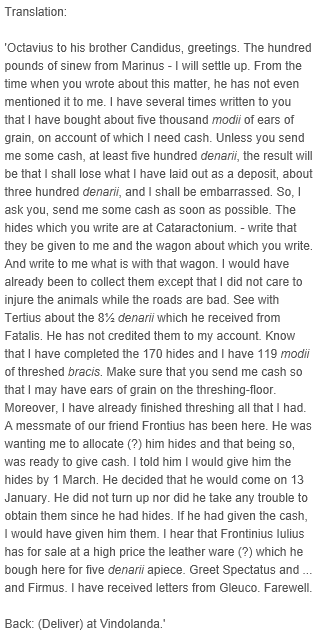 Translation:
'Octavius to his brother Candidus, greetings. The hundred
pounds of sinew from Marinus - I will settle up. From the
time when you wrote about this matter, he has not even
mentioned it to me. I have several times written to you
that I have bought about five thousand modii of ears of
grain, on account of which I need cash. Unless you send
me some cash, at least five hundred denarii, the result will
be that I shall lose what I have laid out as a deposit, about
three hundred denarii, and I shall be embarrassed. So, I
ask you, send me some cash as soon as possible. The
hides which you write are at Cataractonium. - write that
they be given to me and the wagon about which you write.
And write to me what is with that wagon. I would have
already been to collect them except that I did not care to
injure the animals while the roads are bad. See with
Tertius about the 8½ denarii which he received from
Fatalis. He has not credited them to my account. Know
that I have completed the 170 hides and I have 119 modii
of threshed bracis. Make sure that you send me cash so
that I may have ears of grain on the threshing-floor.
Moreover, I have already finished threshing all that I had.
A messmate of our friend Frontius has been here. He was
wanting me to allocate (?) him hides and that being so,
was ready to give cash. I told him I would give him the
hides by 1 March. He decided that he would come on 13
January. He did not turn up nor did he take any trouble to
obtain them since he had hides. If he had given the cash,
I would have given him them. I hear that Frontinius Iulius
has for sale at a high price the leather ware (?) which he
bough here for five denarii apiece. Greet Spectatus and ...
and Firmus. I have received letters from Gleuco. Farewell.
Back: (Deliver) at Vindolanda.'